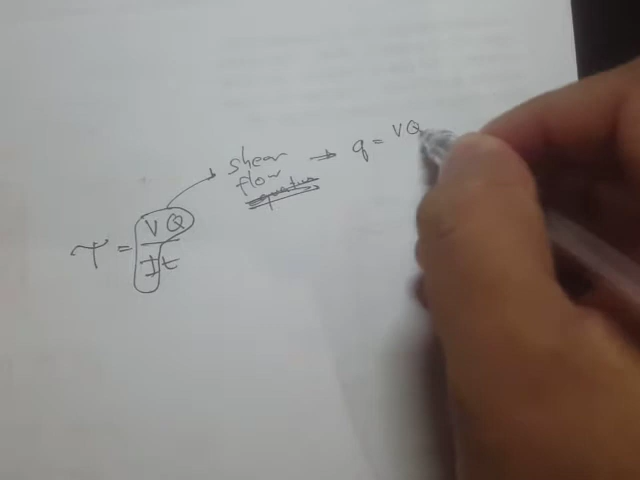 τ = VQ / It
shear
flow
→ q = VQ